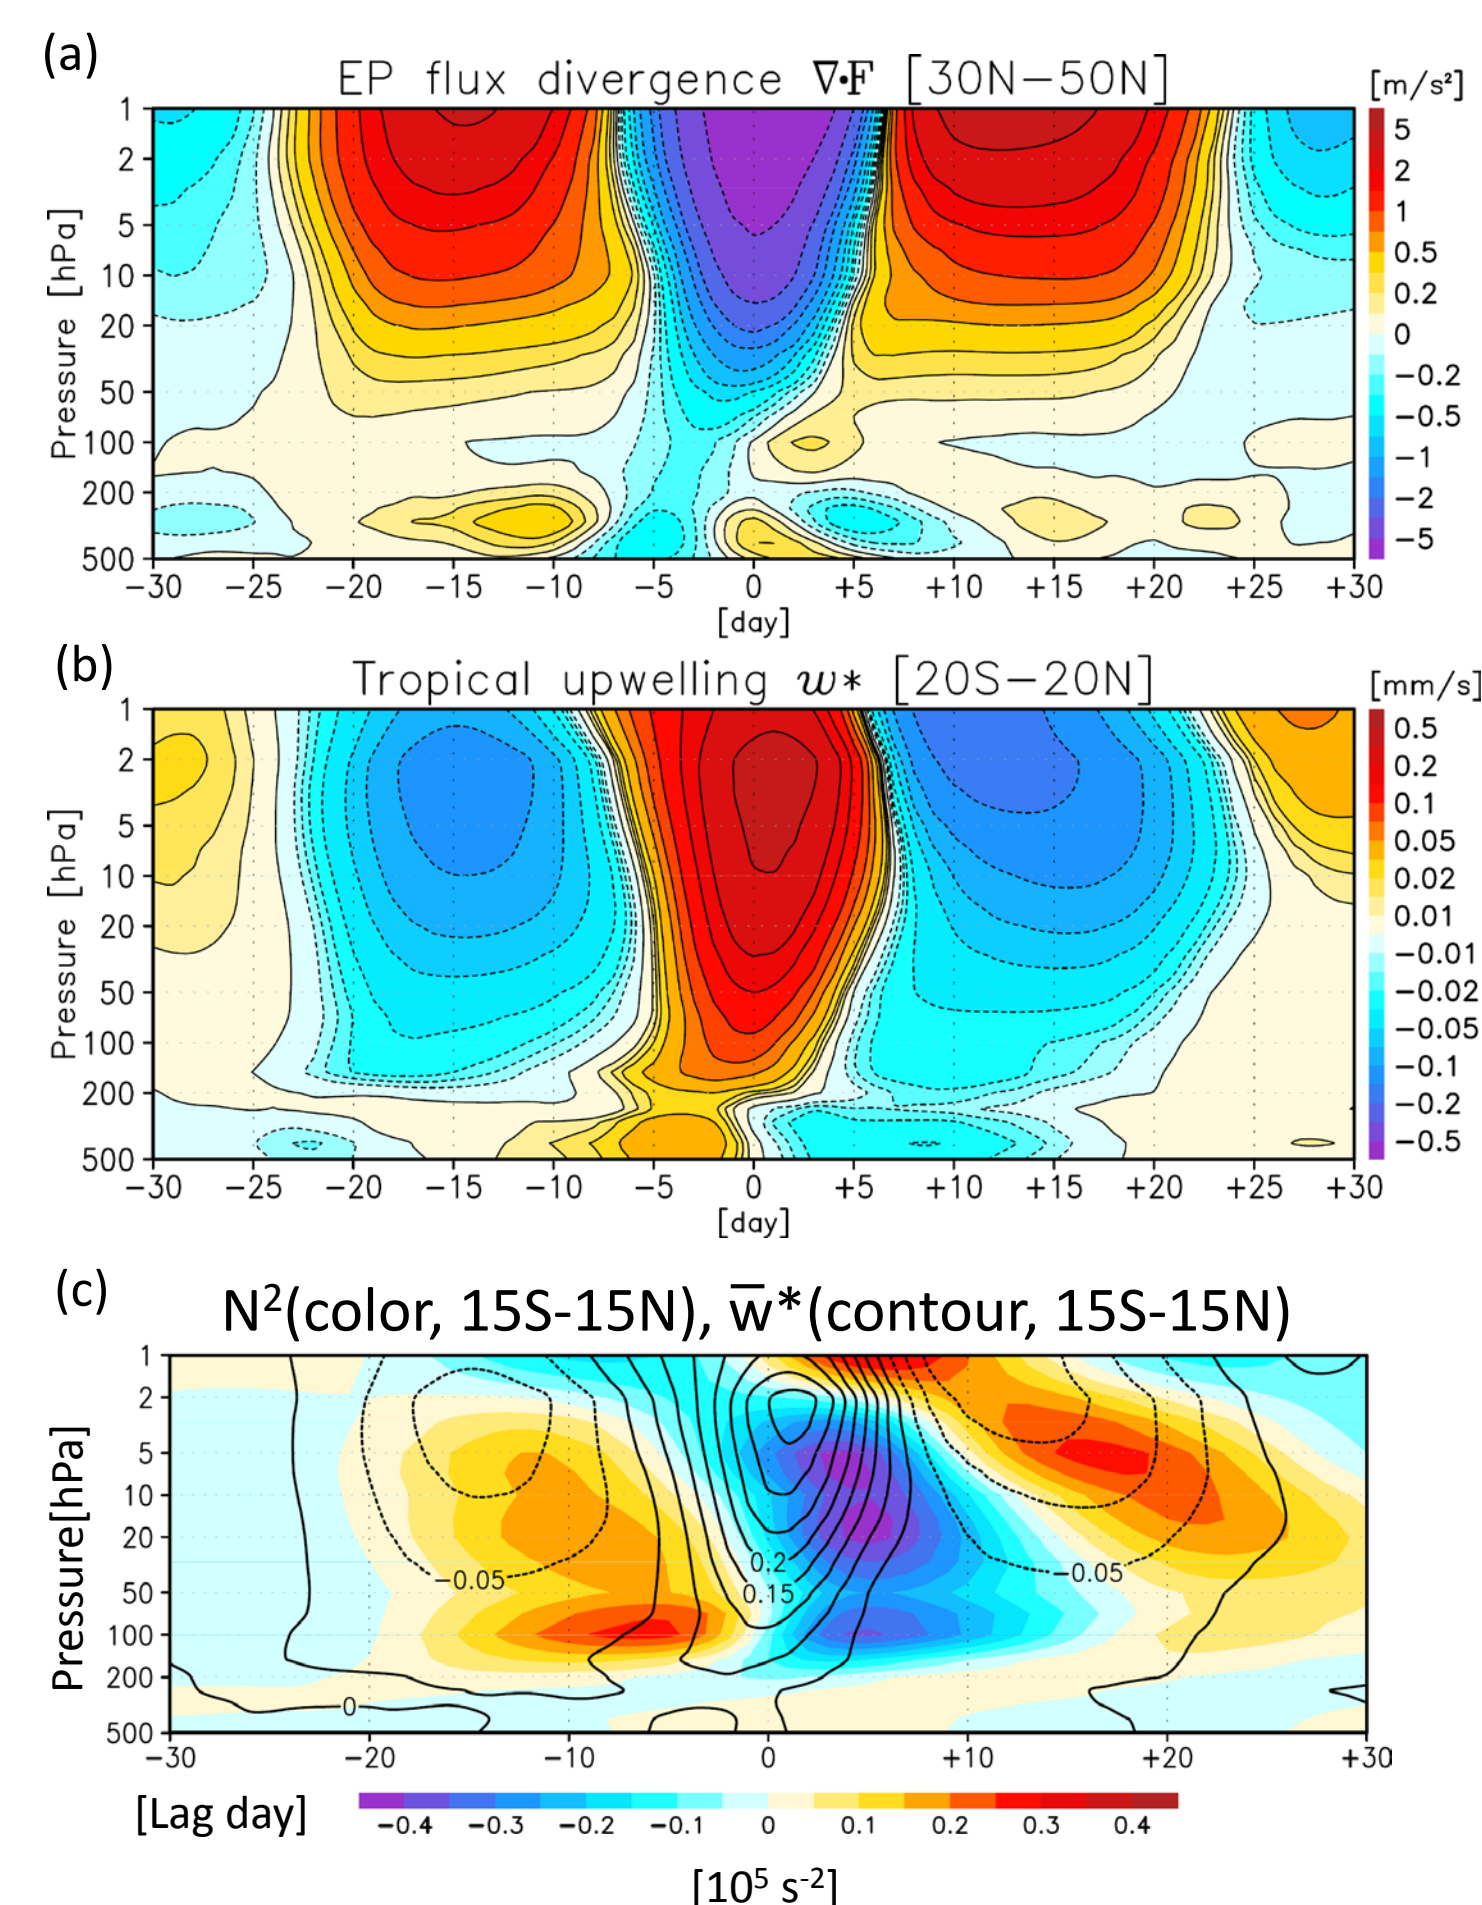 (a)
EP flux divergence ∇•F [30N−50N]
[m/s²]
Pressure [hPa]
1
2
5
10
20
50
100
200
500
−30 −25 −20 −15 −10 −5 0 +5 +10 +15 +20 +25 +30
[day]
5
2
1
0.5
0.2
0
−0.2
−0.5
−1
−2
−5
(b)
Tropical upwelling w* [20S−20N]
[mm/s]
Pressure [hPa]
1
2
5
10
20
50
100
200
500
−30 −25 −20 −15 −10 −5 0 +5 +10 +15 +20 +25 +30
[day]
0.5
0.2
0.1
0.05
0.02
0.01
−0.01
−0.02
−0.05
−0.1
−0.2
−0.5
(c)
N²(color, 15S-15N), w̅*(contour, 15S-15N)
Pressure[hPa]
1
2
5
10
20
50
100
200
500
−0.05
0.2
0.15
−0.05
0
−30 −20 −10 0 +10 +20 +30
[Lag day]
−0.4 −0.3 −0.2 −0.1 0 0.1 0.2 0.3 0.4
[10⁵ s⁻²]